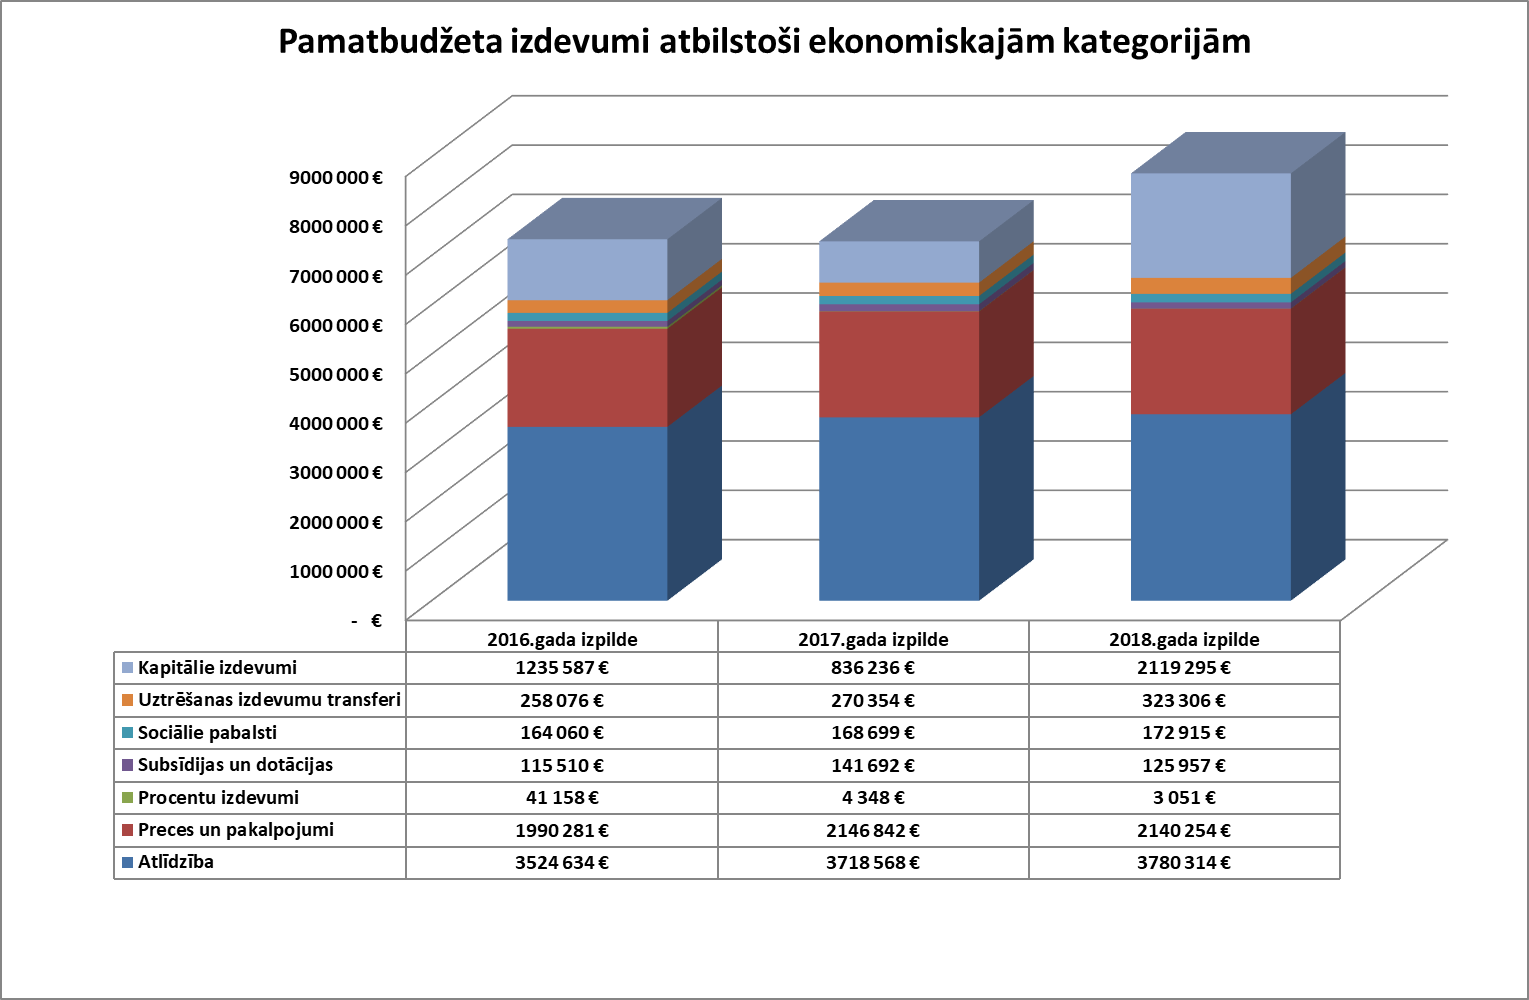 Pamatbudžeta izdevumi atbilstoši ekonomiskajām kategorijām
9000 000 €
8000 000 €
7000 000 €
6000 000 €
5000 000 €
4000 000 €
3000 000 €
2000 000 €
1000 000 €
- €
2016.gada izpilde 2017.gada izpilde 2018.gada izpilde
Kapitālie izdevumi 1235 587 € 836 236 € 2119 295 €
Uztrēšanas izdevumu transferi 258 076 € 270 354 € 323 306 €
Sociālie pabalsti 164 060 € 168 699 € 172 915 €
Subsīdijas un dotācijas 115 510 € 141 692 € 125 957 €
Procentu izdevumi 41 158 € 4 348 € 3 051 €
Preces un pakalpojumi 1990 281 € 2146 842 € 2140 254 €
Atlīdzība 3524 634 € 3718 568 € 3780 314 €